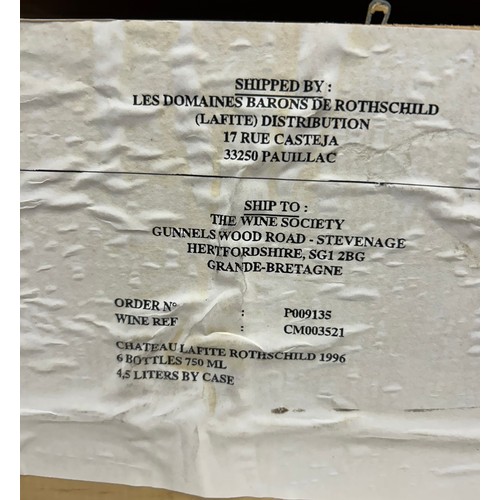 SHIPPED BY :
LES DOMAINES BARONS DE ROTHSCHILD
(LAFITE) DISTRIBUTION
17 RUE CASTEJA
33250 PAUILLAC
SHIP TO :
THE WINE SOCIETY
GUNNELS WOOD ROAD - STEVENAGE
HERTFORDSHIRE, SG1 2BG
GRANDE-BRETAGNE
ORDER N° : P009135
WINE REF : CM003521
CHATEAU LAFITE ROTHSCHILD 1996
6 BOTTLES 750 ML
4,5 LITERS BY CASE